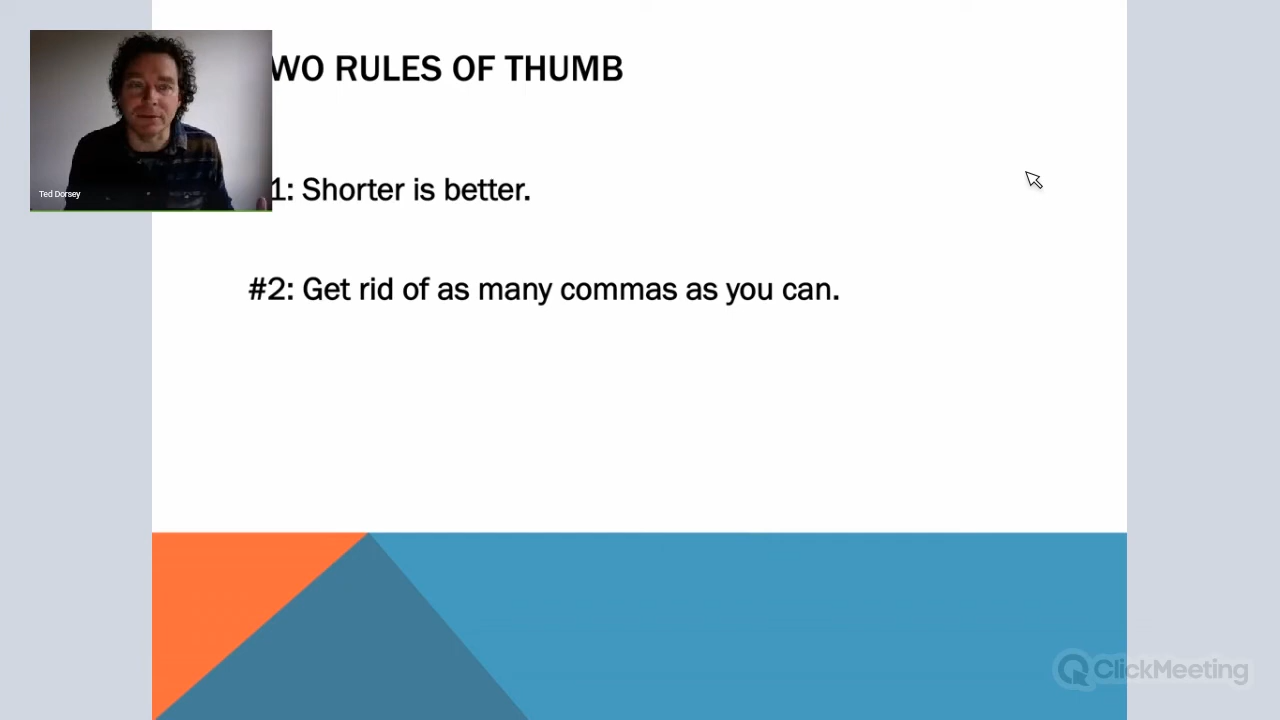 WO RULES OF THUMB
Ted Dorsey
1: Shorter is better.
#2: Get rid of as many commas as you can.
ClickMeeting